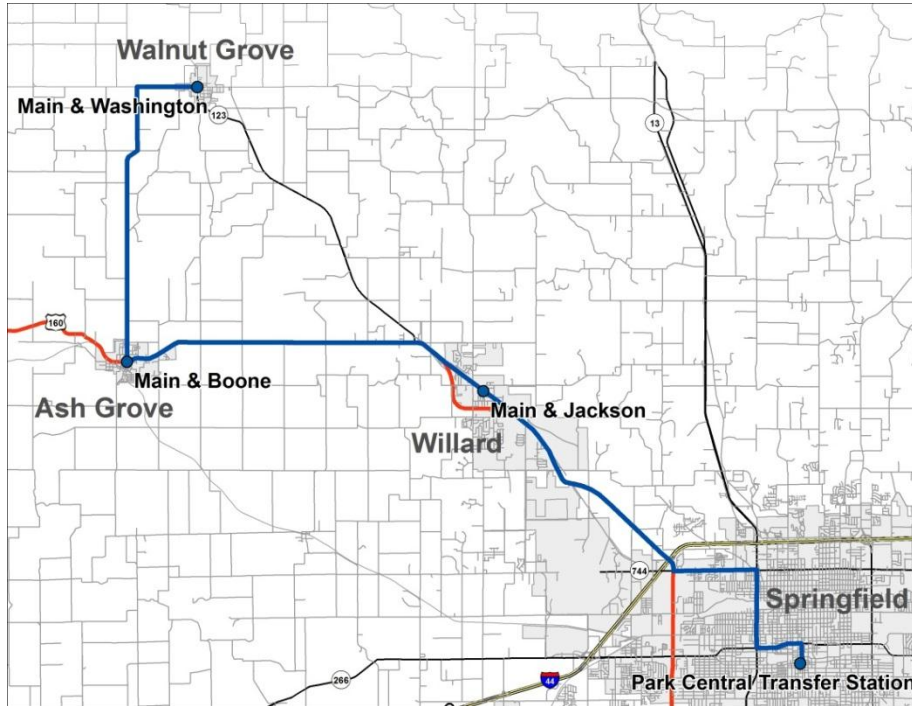 Walnut Grove
Main & Washington
123
13
160
Main & Boone
Ash Grove
Main & Jackson
Willard
744
Springfield
44
266
Park Central Transfer Station